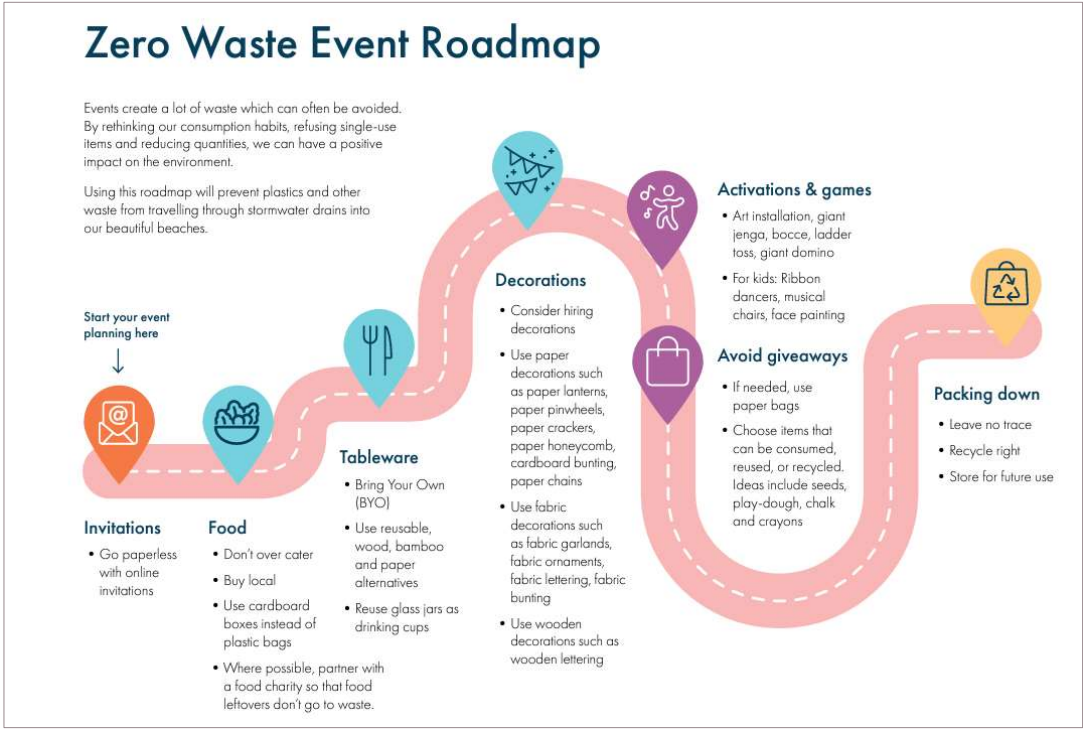 Zero Waste Event Roadmap
Events create a lot of waste which can often be avoided.
By rethinking our consumption habits, refusing single-use
items and reducing quantities, we can have a positive
impact on the environment.
Using this roadmap will prevent plastics and other
waste from travelling through stormwater drains into
our beautiful beaches.
Start your event
planning here
@
Invitations
• Go paperless
with online
invitations
Food
• Don't over cater
• Buy local
• Use cardboard
boxes instead of
plastic bags
• Where possible, partner with
a food charity so that food
leftovers don't go to waste.
Tableware
• Bring Your Own
(BYO)
• Use reusable,
wood, bamboo
and paper
alternatives
• Reuse glass jars as
drinking cups
Decorations
• Consider hiring
decorations
• Use paper
decorations such
as paper lanterns,
paper pinwheels,
paper crackers,
paper honeycomb,
cardboard bunting,
paper chains
• Use fabric
decorations such
as fabric garlands,
fabric ornaments,
fabric lettering, fabric
bunting
• Use wooden
decorations such as
wooden lettering
Activations & games
• Art installation, giant
jenga, bocce, ladder
toss, giant domino
• For kids: Ribbon
dancers, musical
chairs, face painting
Avoid giveaways
• If needed, use
paper bags
• Choose items that
can be consumed,
reused, or recycled.
Ideas include seeds,
play-dough, chalk
and crayons
Packing down
• Leave no trace
• Recycle right
• Store for future use